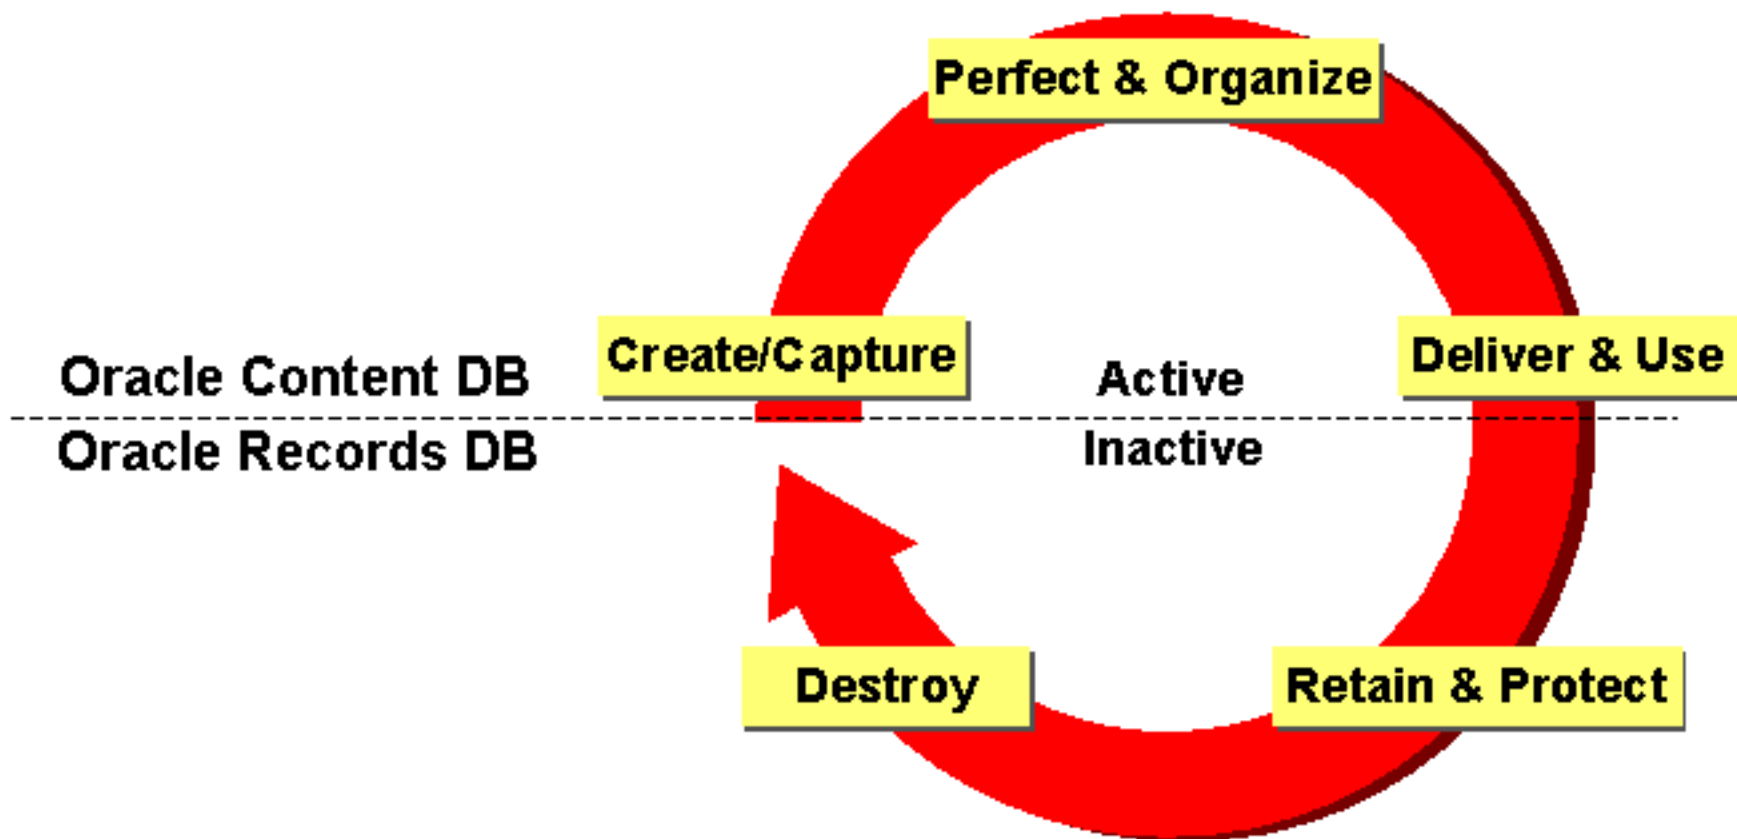 Perfect & Organize
Create/Capture
Deliver & Use
Oracle Content DB
Active
Oracle Records DB
Inactive
Destroy
Retain & Protect